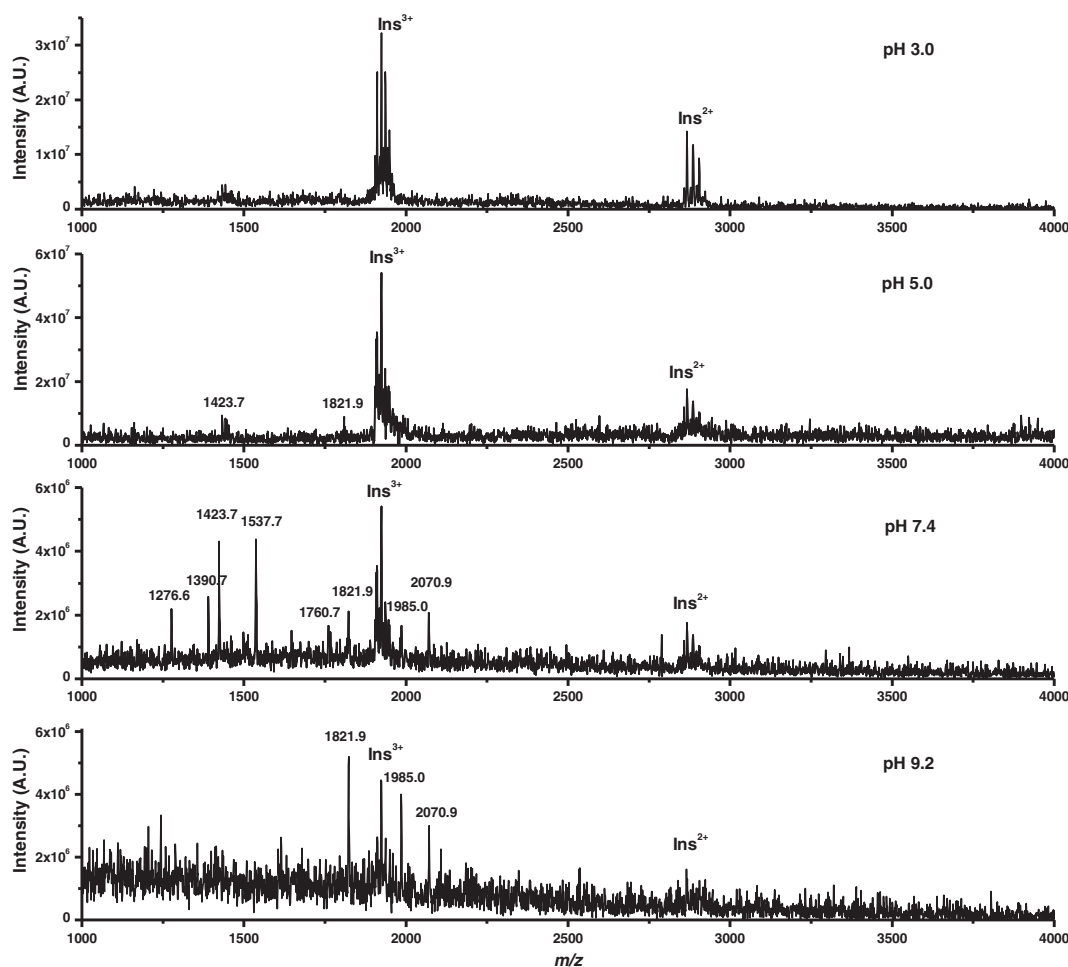 Ins³⁺
pH 3.0
Ins²⁺
Intensity (A.U.)
3x10⁷
2x10⁷
1x10⁷
0
1000 1500 2000 2500 3000 3500 4000
Ins³⁺
pH 5.0
Ins²⁺
1423.7
1821.9
Intensity (A.U.)
6x10⁷
4x10⁷
2x10⁷
0
1000 1500 2000 2500 3000 3500 4000
Ins³⁺
pH 7.4
1423.7
1537.7
1276.6
1390.7
1760.7
1821.9
1985.0
2070.9
Ins²⁺
Intensity (A.U.)
6x10⁶
4x10⁶
2x10⁶
0
1000 1500 2000 2500 3000 3500 4000
1821.9
Ins³⁺
1985.0
2070.9
pH 9.2
Ins²⁺
Intensity (A.U.)
6x10⁶
4x10⁶
2x10⁶
0
1000 1500 2000 2500 3000 3500 4000
m/z